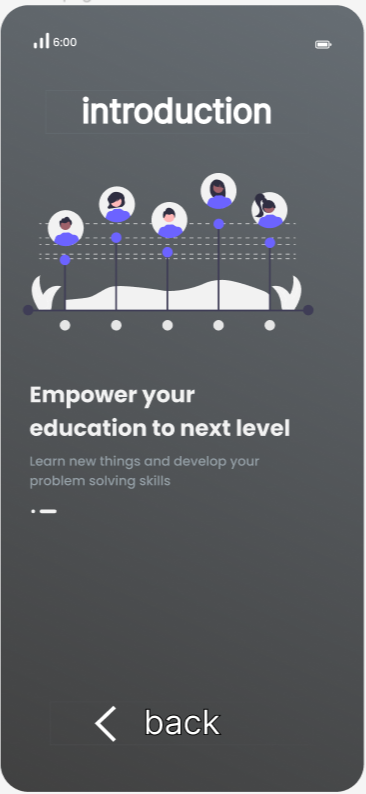 6:00
introduction
Empower your
education to next level
Learn new things and develop your
problem solving skills
back